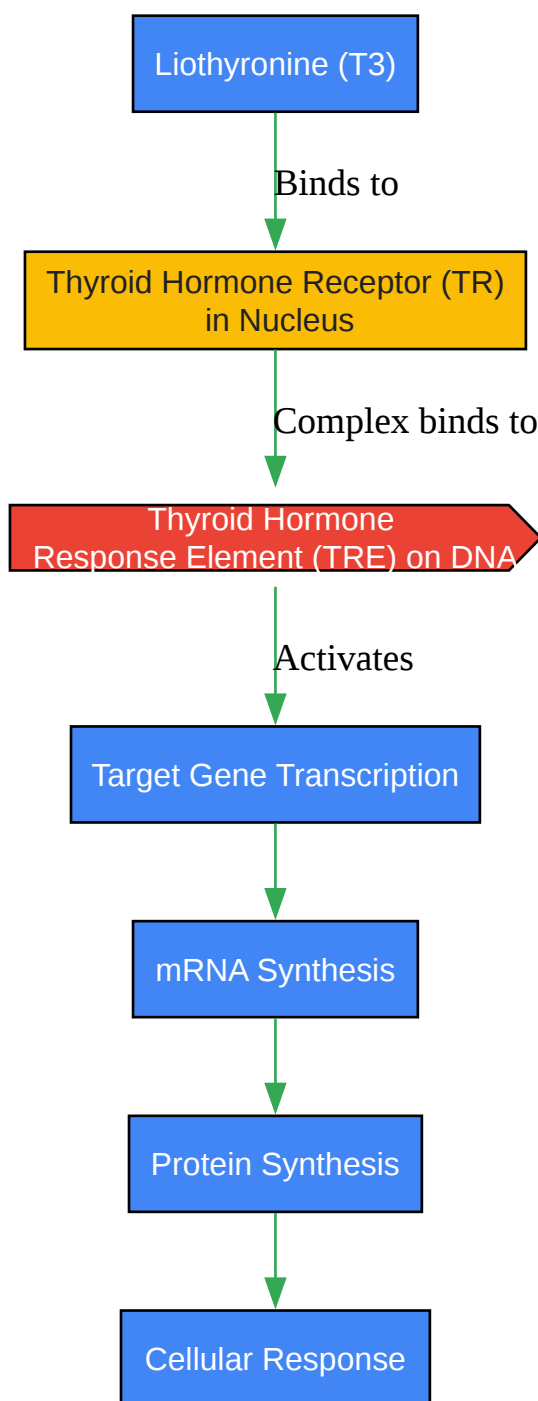 Liothyronine (T3)
Binds to
Thyroid Hormone Receptor (TR)
in Nucleus
Complex binds to
Thyroid Hormone
Response Element (TRE) on DNA
Activates
Target Gene Transcription
mRNA Synthesis
Protein Synthesis
Cellular Response